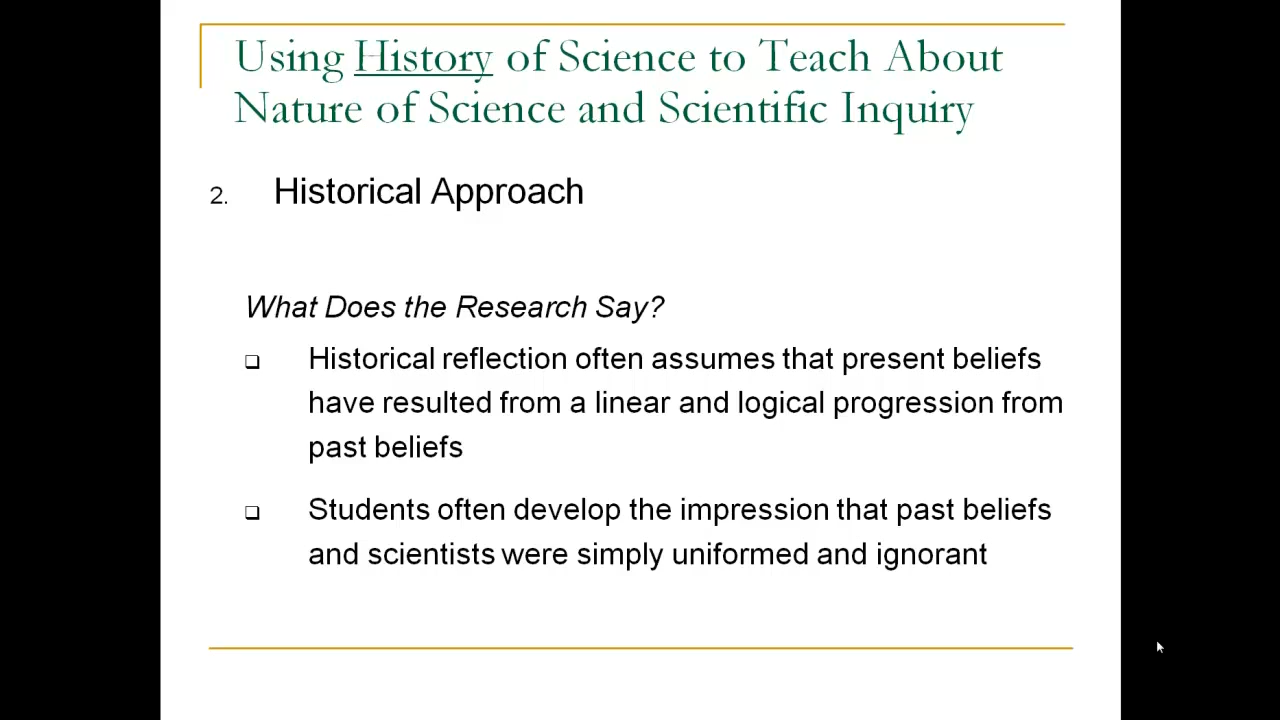 Using History of Science to Teach About
Nature of Science and Scientific Inquiry
2. Historical Approach
What Does the Research Say?
Historical reflection often assumes that present beliefs
have resulted from a linear and logical progression from
past beliefs
Students often develop the impression that past beliefs
and scientists were simply uniformed and ignorant